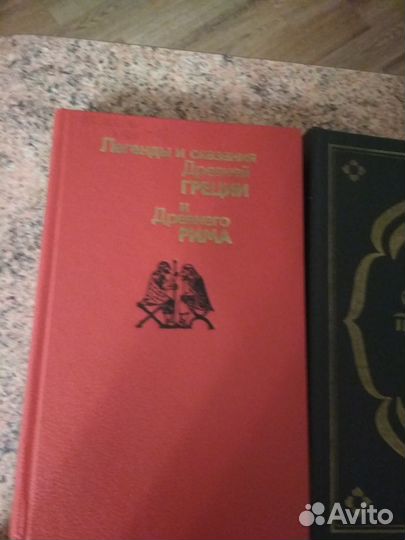 Легенды и сказания
Древней
ГРЕЦИИ
и
Древнего
РИМА
Avito